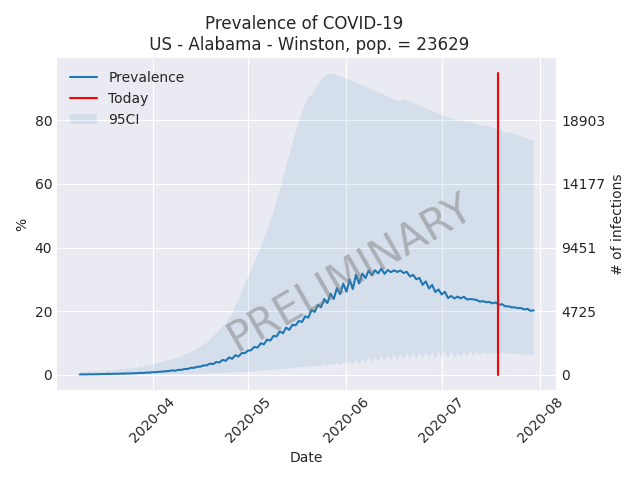 Prevalence of COVID-19
US - Alabama - Winston, pop. = 23629
Prevalence
Today
95CI
80
60
40
20
0
%
18903
14177
9451
4725
0
# of infections
PRELIMINARY
2020-04
2020-05
2020-06
2020-07
2020-08
Date